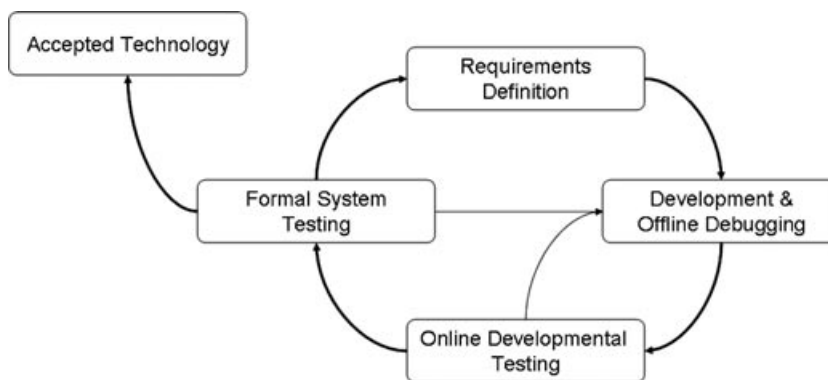 Accepted Technology
Requirements
Definition
Formal System
Testing
Development &
Offline Debugging
Online Developmental
Testing